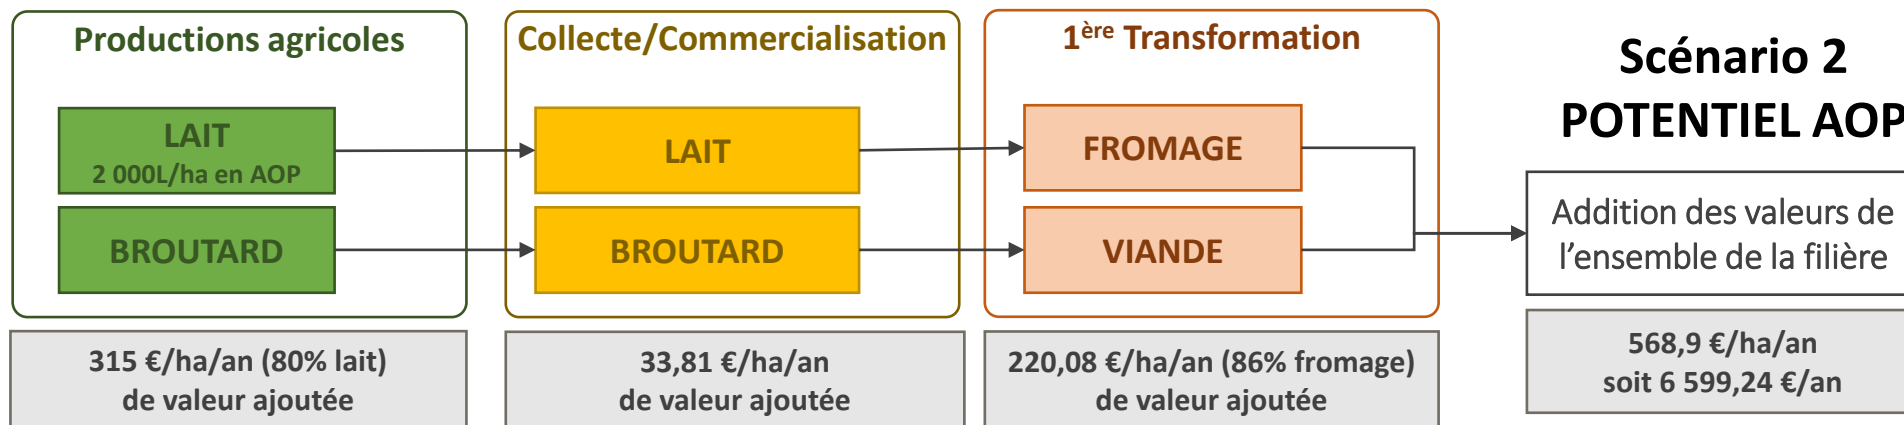 Productions agricoles
LAIT
2 000L/ha en AOP
BROUTARD
315 €/ha/an (80% lait)
de valeur ajoutée
Collecte/Commercialisation
LAIT
BROUTARD
33,81 €/ha/an
de valeur ajoutée
1ère Transformation
FROMAGE
VIANDE
220,08 €/ha/an (86% fromage)
de valeur ajoutée
Scénario 2
POTENTIEL AOP
Addition des valeurs de
l'ensemble de la filière
568,9 €/ha/an
soit 6 599,24 €/an